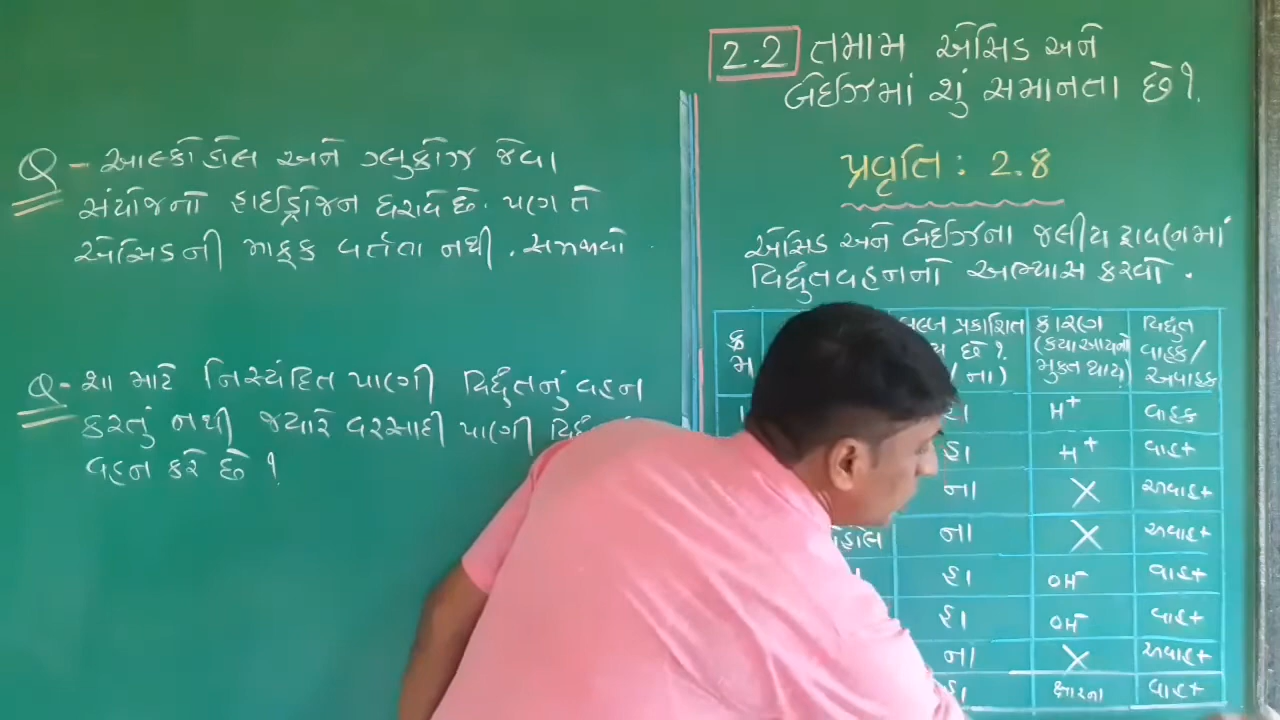 2.2 તમામ એસિડ અને
બેઈઝમાં શું સમાનતા છે?
પ્રવૃતિ : 2.8
એસિડ અને બેઈઝના જલીય દ્રાવણમાં
વિદ્યુતવહનનો અભ્યાસ કરવો.
Q - આલ્કોહોલ અને ગ્લુકોઝ જેવા
સંયોજનો હાઈડ્રોજન ધરાવે છે. પણ તે
એસિડની માફક વર્તતા નથી. સમજાવો.
Q - શા માટે નિસ્યંદિત પાણી વિદ્યુતનું વહન
કરતું નથી જ્યારે વરસાદી પાણી
વહન કરે છે ?
ક્રમ
બલ્બ પ્રકાશિત
છે ?
/ ના)
કારણ
(કયા આયનો
મુક્ત થાય)
વિદ્યુત
વાહક/
અવાહક
H+ વાહક
હા H+ વાહક
ના X અવાહક
ના X અવાહક
હા OH- વાહક
હા OH- વાહક
ના X અવાહક
હા ક્ષારના વાહક